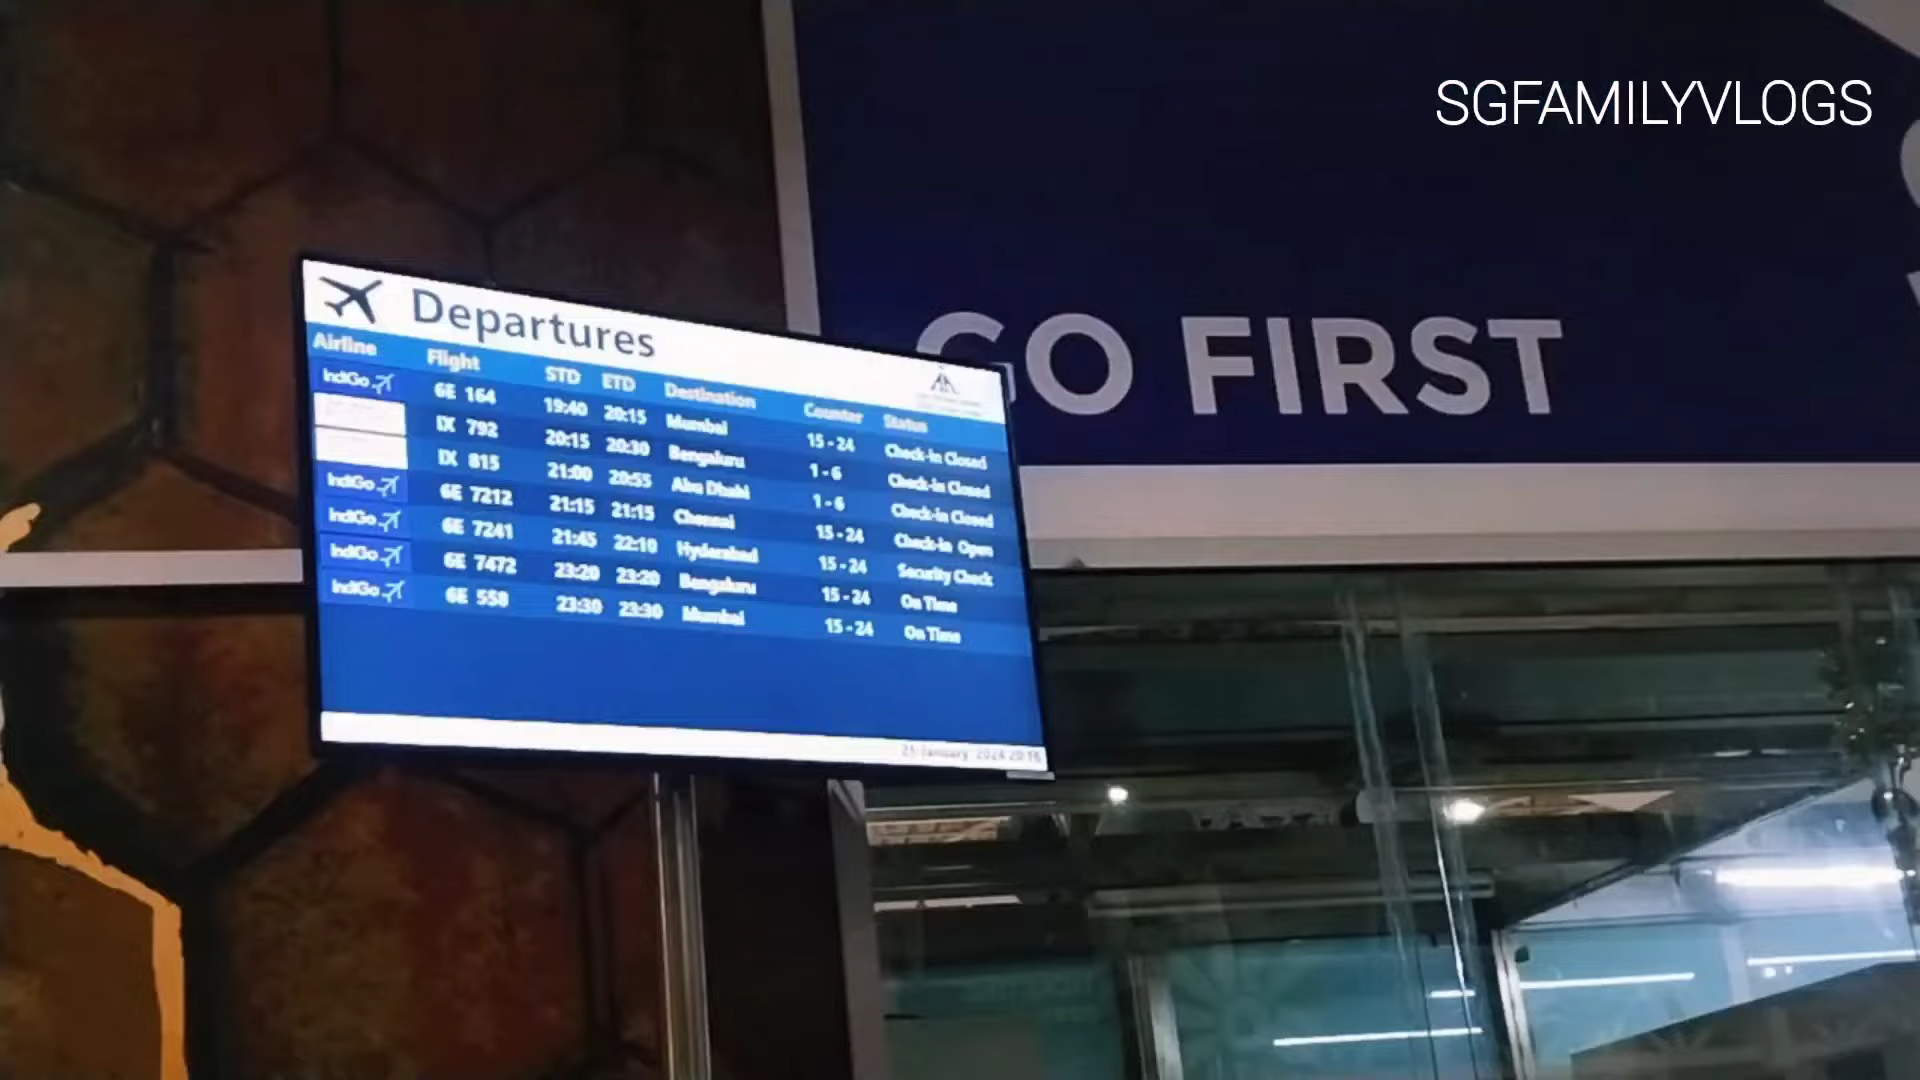 SGFAMILYVLOGS
GO FIRST
Departures
Airline Flight STD ETD Destination Counter Status
IndiGo 6E 164 19:40 20:15 Mumbai 15 - 24 Check-in Closed
IX 792 20:15 20:30 Bengaluru 1 - 6 Check-in Closed
IX 815 21:00 20:55 Abu Dhabi 1 - 6 Check-in Closed
IndiGo 6E 7212 21:15 21:15 Chennai 15 - 24 Check-in Open
IndiGo 6E 7241 21:45 22:10 Hyderabad 15 - 24 Security Check
IndiGo 6E 7472 23:20 23:20 Bengaluru 15 - 24 On Time
IndiGo 6E 558 23:30 23:30 Mumbai 15 - 24 On Time
January 2024 20:16